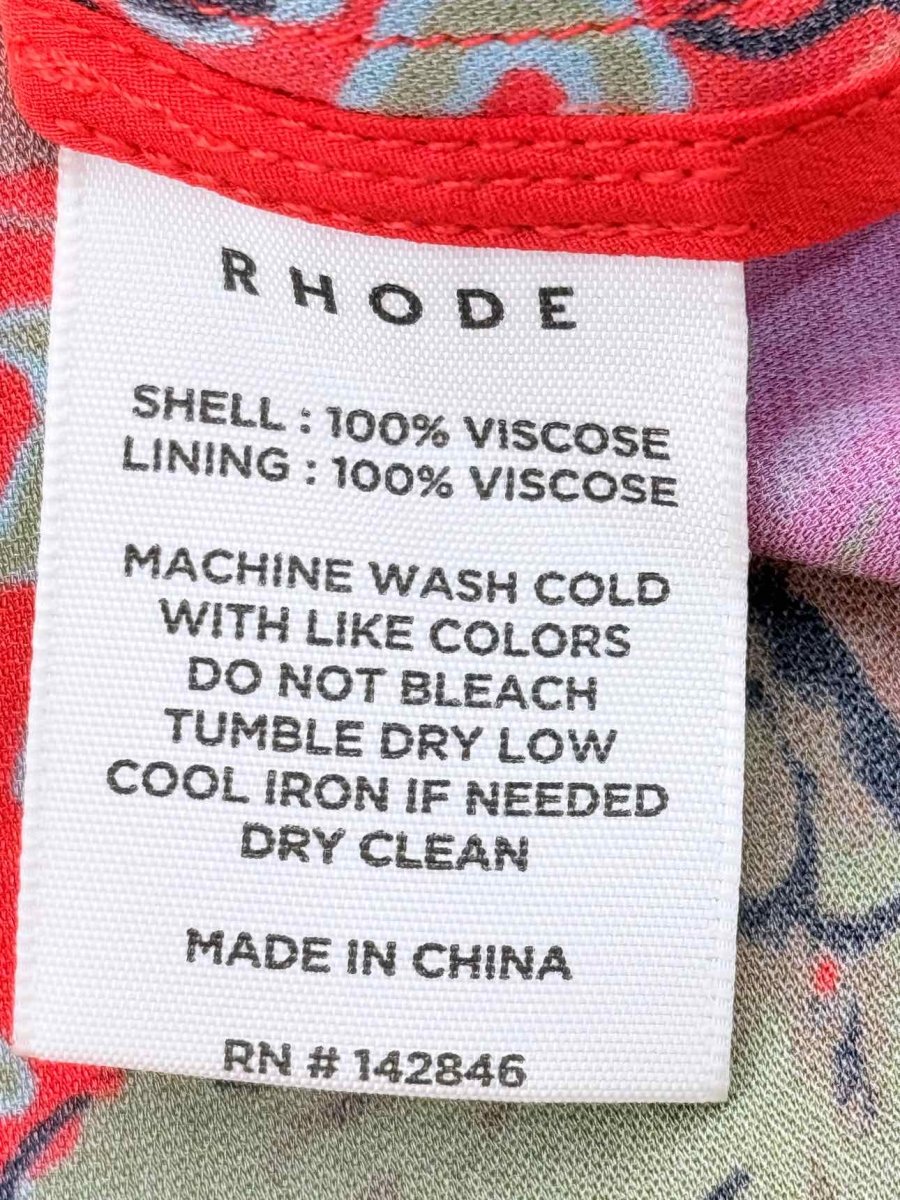 RHODE
SHELL : 100% VISCOSE
LINING : 100% VISCOSE
MACHINE WASH COLD
WITH LIKE COLORS
DO NOT BLEACH
TUMBLE DRY LOW
COOL IRON IF NEEDED
DRY CLEAN
MADE IN CHINA
RN # 142846